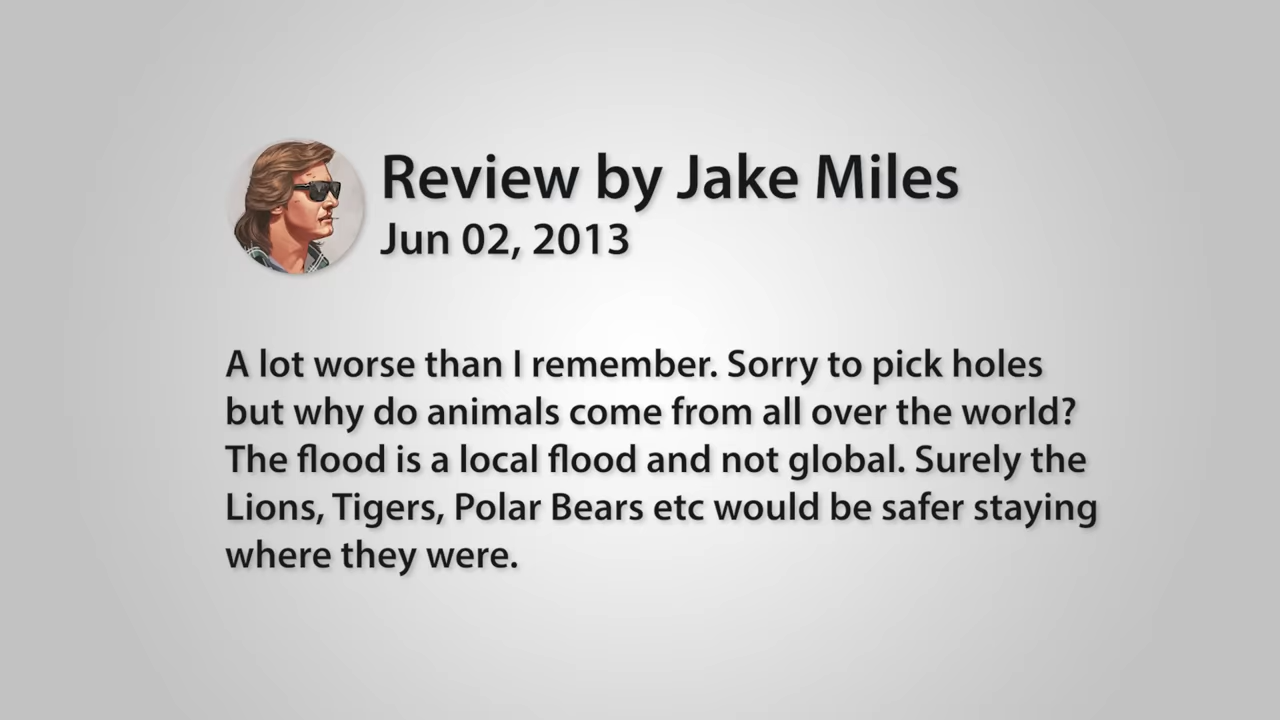 Review by Jake Miles
Jun 02, 2013
A lot worse than I remember. Sorry to pick holes
but why do animals come from all over the world?
The flood is a local flood and not global. Surely the
Lions, Tigers, Polar Bears etc would be safer staying
where they were.